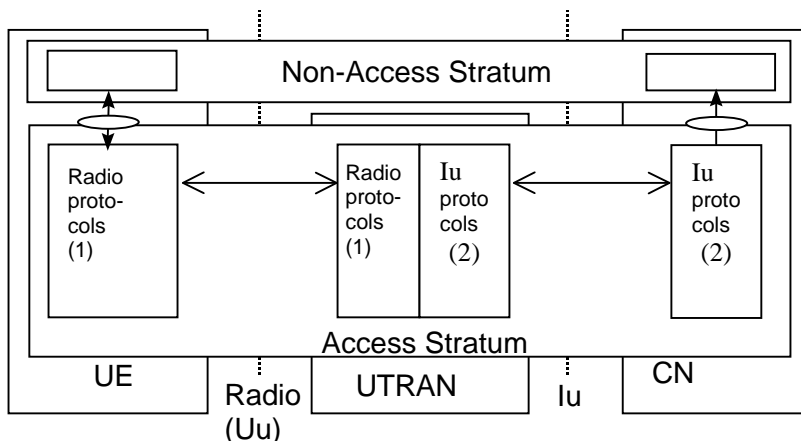 Non-Access Stratum
Radio
proto-
cols
(1)
Radio
proto-
cols
(1)
Iu
proto
cols
(2)
Iu
proto
cols
(2)
Access Stratum
UE
Radio
(Uu)
UTRAN
Iu
CN